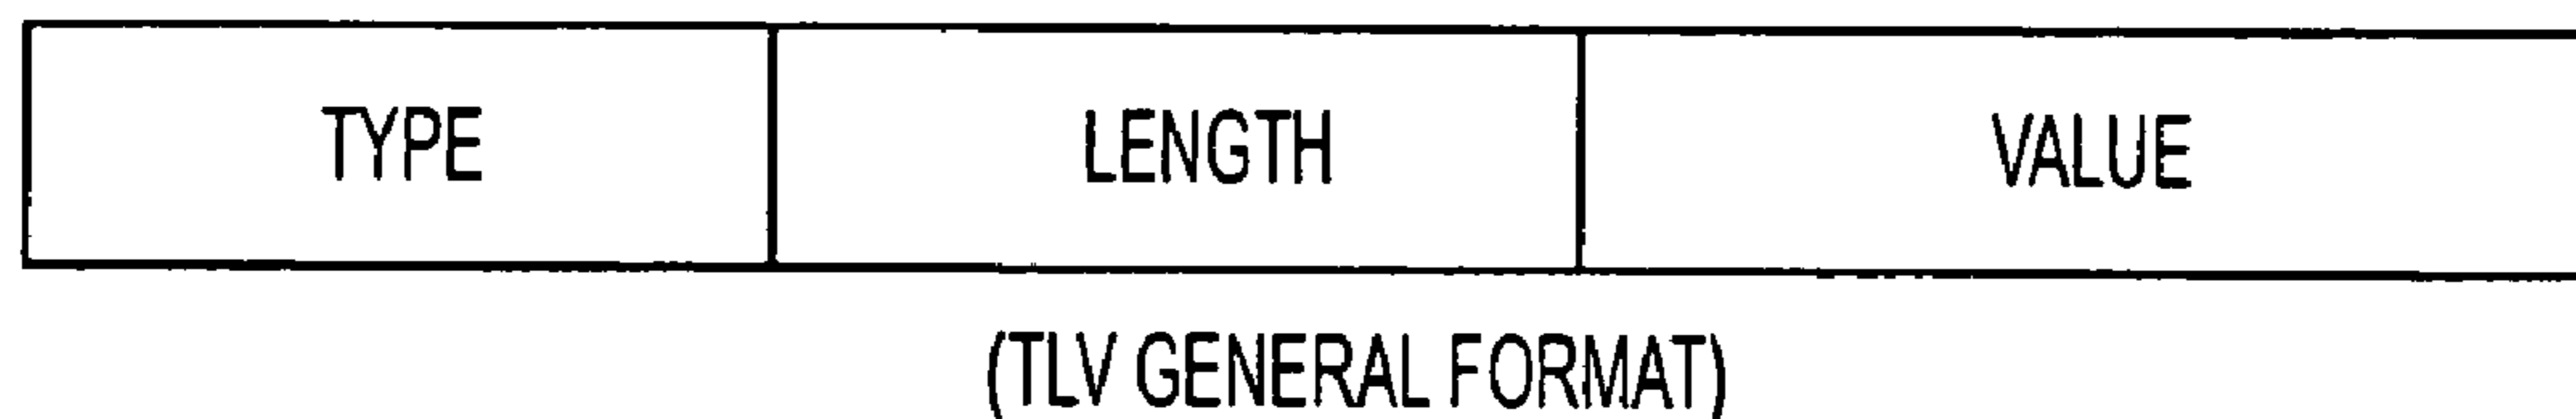 TYPE LENGTH VALUE
(TLV GENERAL FORMAT)